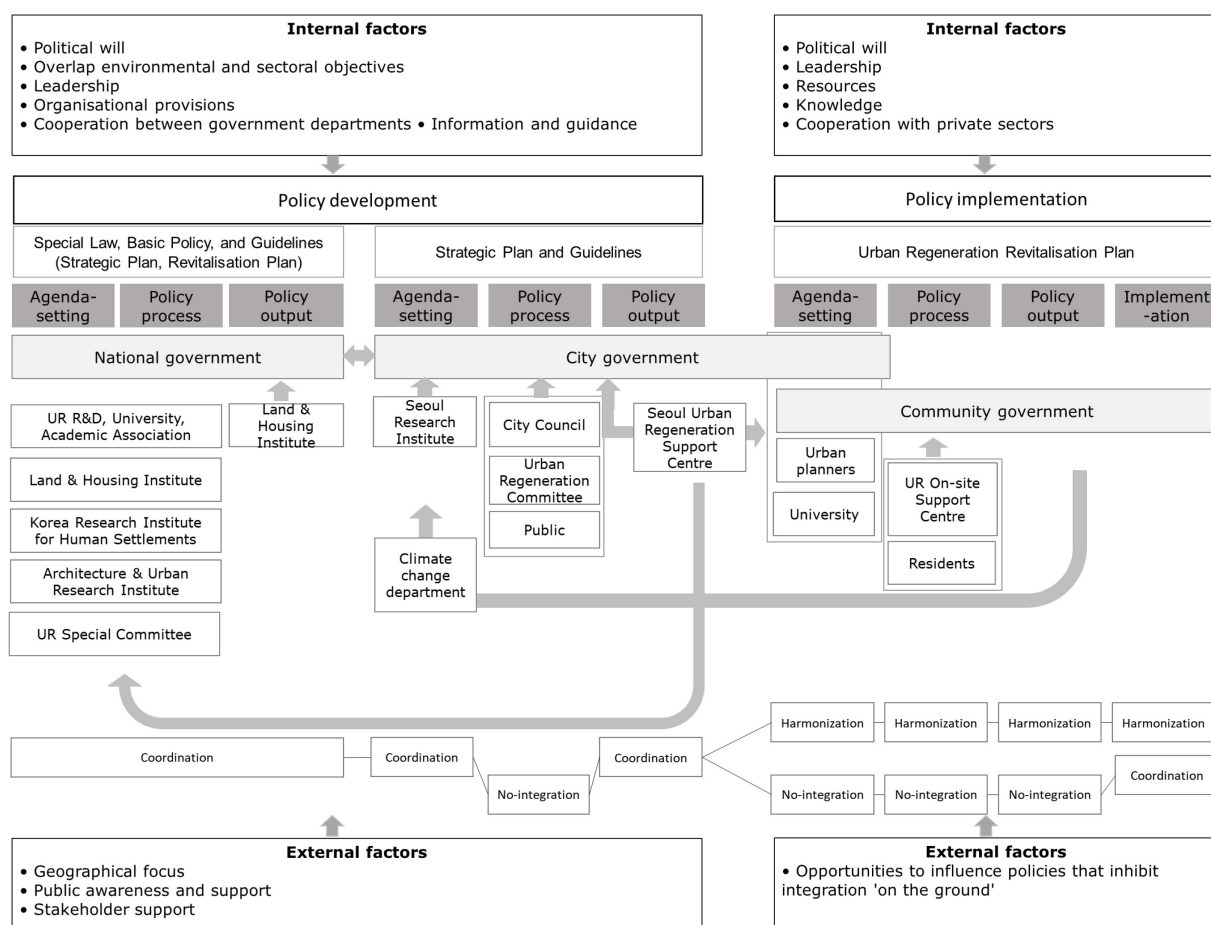 Internal factors
• Political will
• Overlap environmental and sectoral objectives
• Leadership
• Organisational provisions
• Cooperation between government departments • Information and guidance
Internal factors
• Political will
• Leadership
• Resources
• Knowledge
• Cooperation with private sectors
Policy development
Policy implementation
Special Law, Basic Policy, and Guidelines
(Strategic Plan, Revitalisation Plan)
Strategic Plan and Guidelines
Urban Regeneration Revitalisation Plan
Agenda-
setting
Policy
process
Policy
output
Agenda-
setting
Policy
process
Policy
output
Agenda-
setting
Policy
process
Policy
output
Implement
-ation
National government
City government
Community government
UR R&D, University,
Academic Association
Land & Housing Institute
Korea Research Institute
for Human Settlements
Architecture & Urban
Research Institute
UR Special Committee
Land &
Housing
Institute
Seoul
Research
Institute
Climate
change
department
City Council
Urban
Regeneration
Committee
Public
Seoul Urban
Regeneration
Support
Centre
Urban
planners
University
UR On-site
Support
Centre
Residents
Coordination
Coordination
No-integration
Coordination
Harmonization
Harmonization
Harmonization
Harmonization
No-integration
No-integration
No-integration
Coordination
External factors
• Geographical focus
• Public awareness and support
• Stakeholder support
External factors
• Opportunities to influence policies that inhibit
integration 'on the ground'